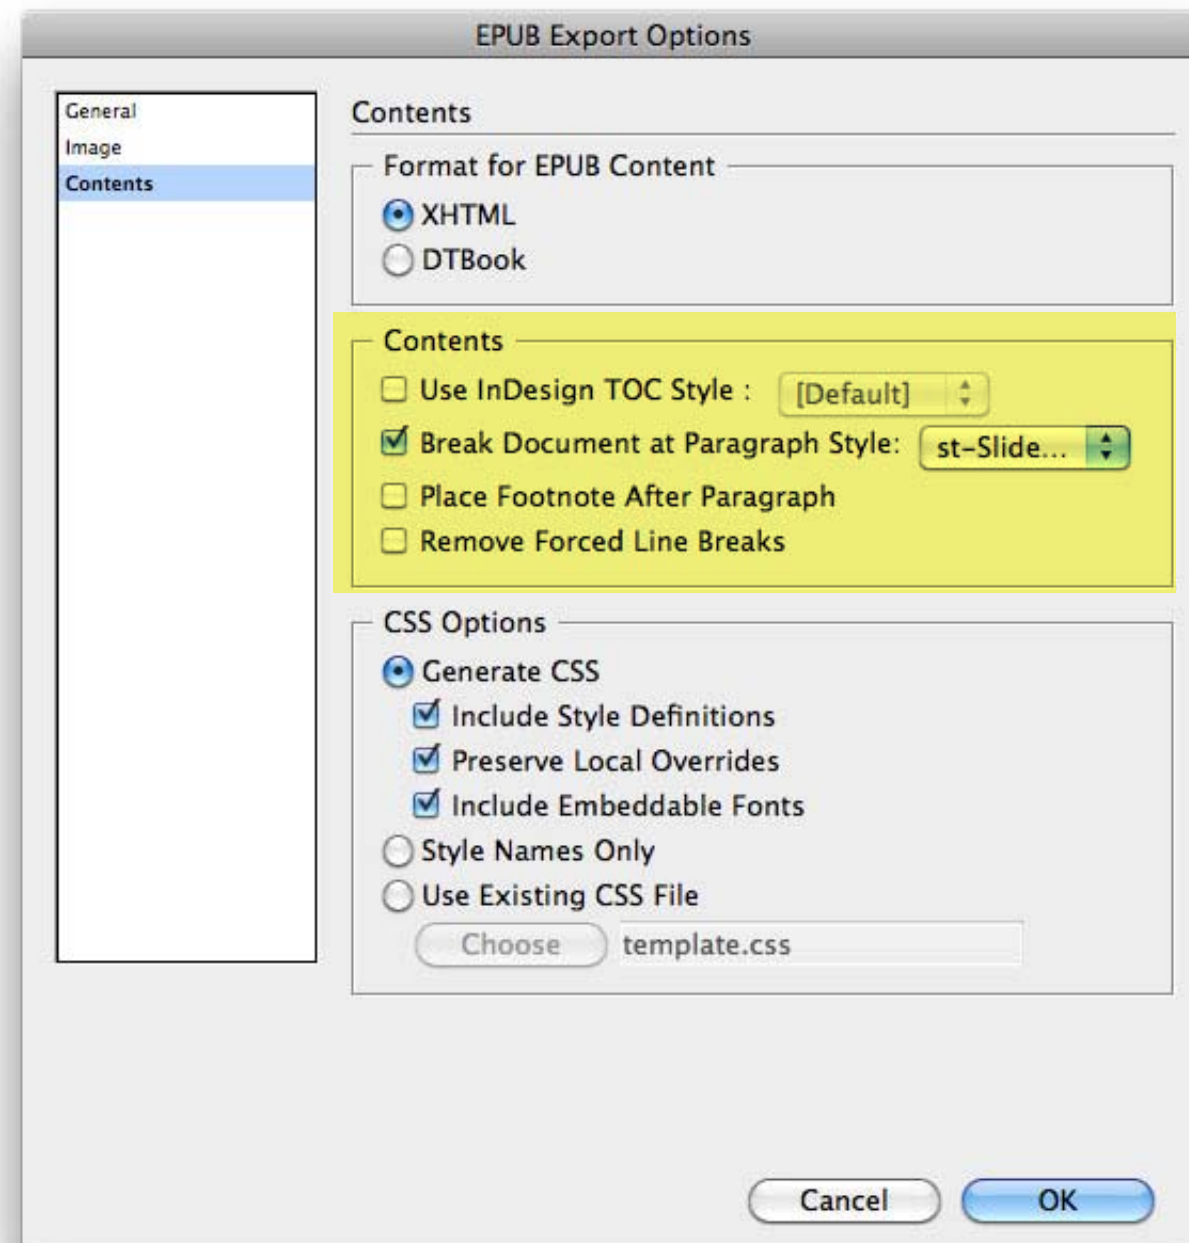 EPUB Export Options
General
Image
Contents
Contents
Format for EPUB Content
XHTML
DTBook
Contents
Use InDesign TOC Style : [Default]
Break Document at Paragraph Style: st-Slide...
Place Footnote After Paragraph
Remove Forced Line Breaks
CSS Options
Generate CSS
Include Style Definitions
Preserve Local Overrides
Include Embeddable Fonts
Style Names Only
Use Existing CSS File
Choose template.css
Cancel OK